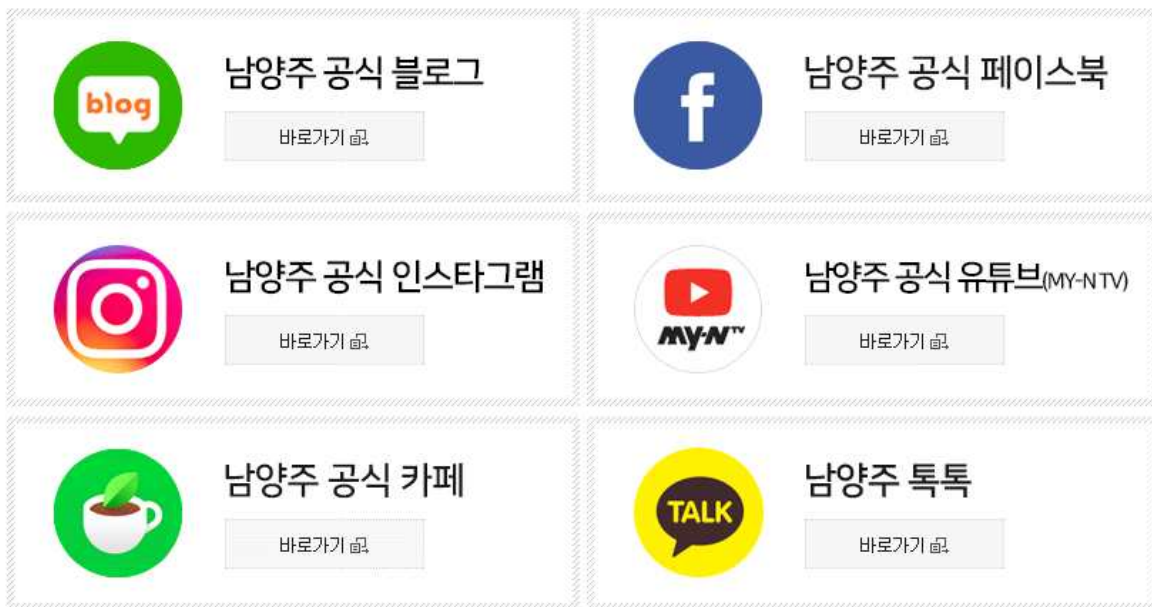 blog
남양주 공식 블로그
바로가기
남양주 공식 페이스북
바로가기
남양주 공식 인스타그램
바로가기
MY-N TV
남양주 공식 유튜브(MY-N TV)
바로가기
남양주 공식 카페
바로가기
TALK
남양주 톡톡
바로가기